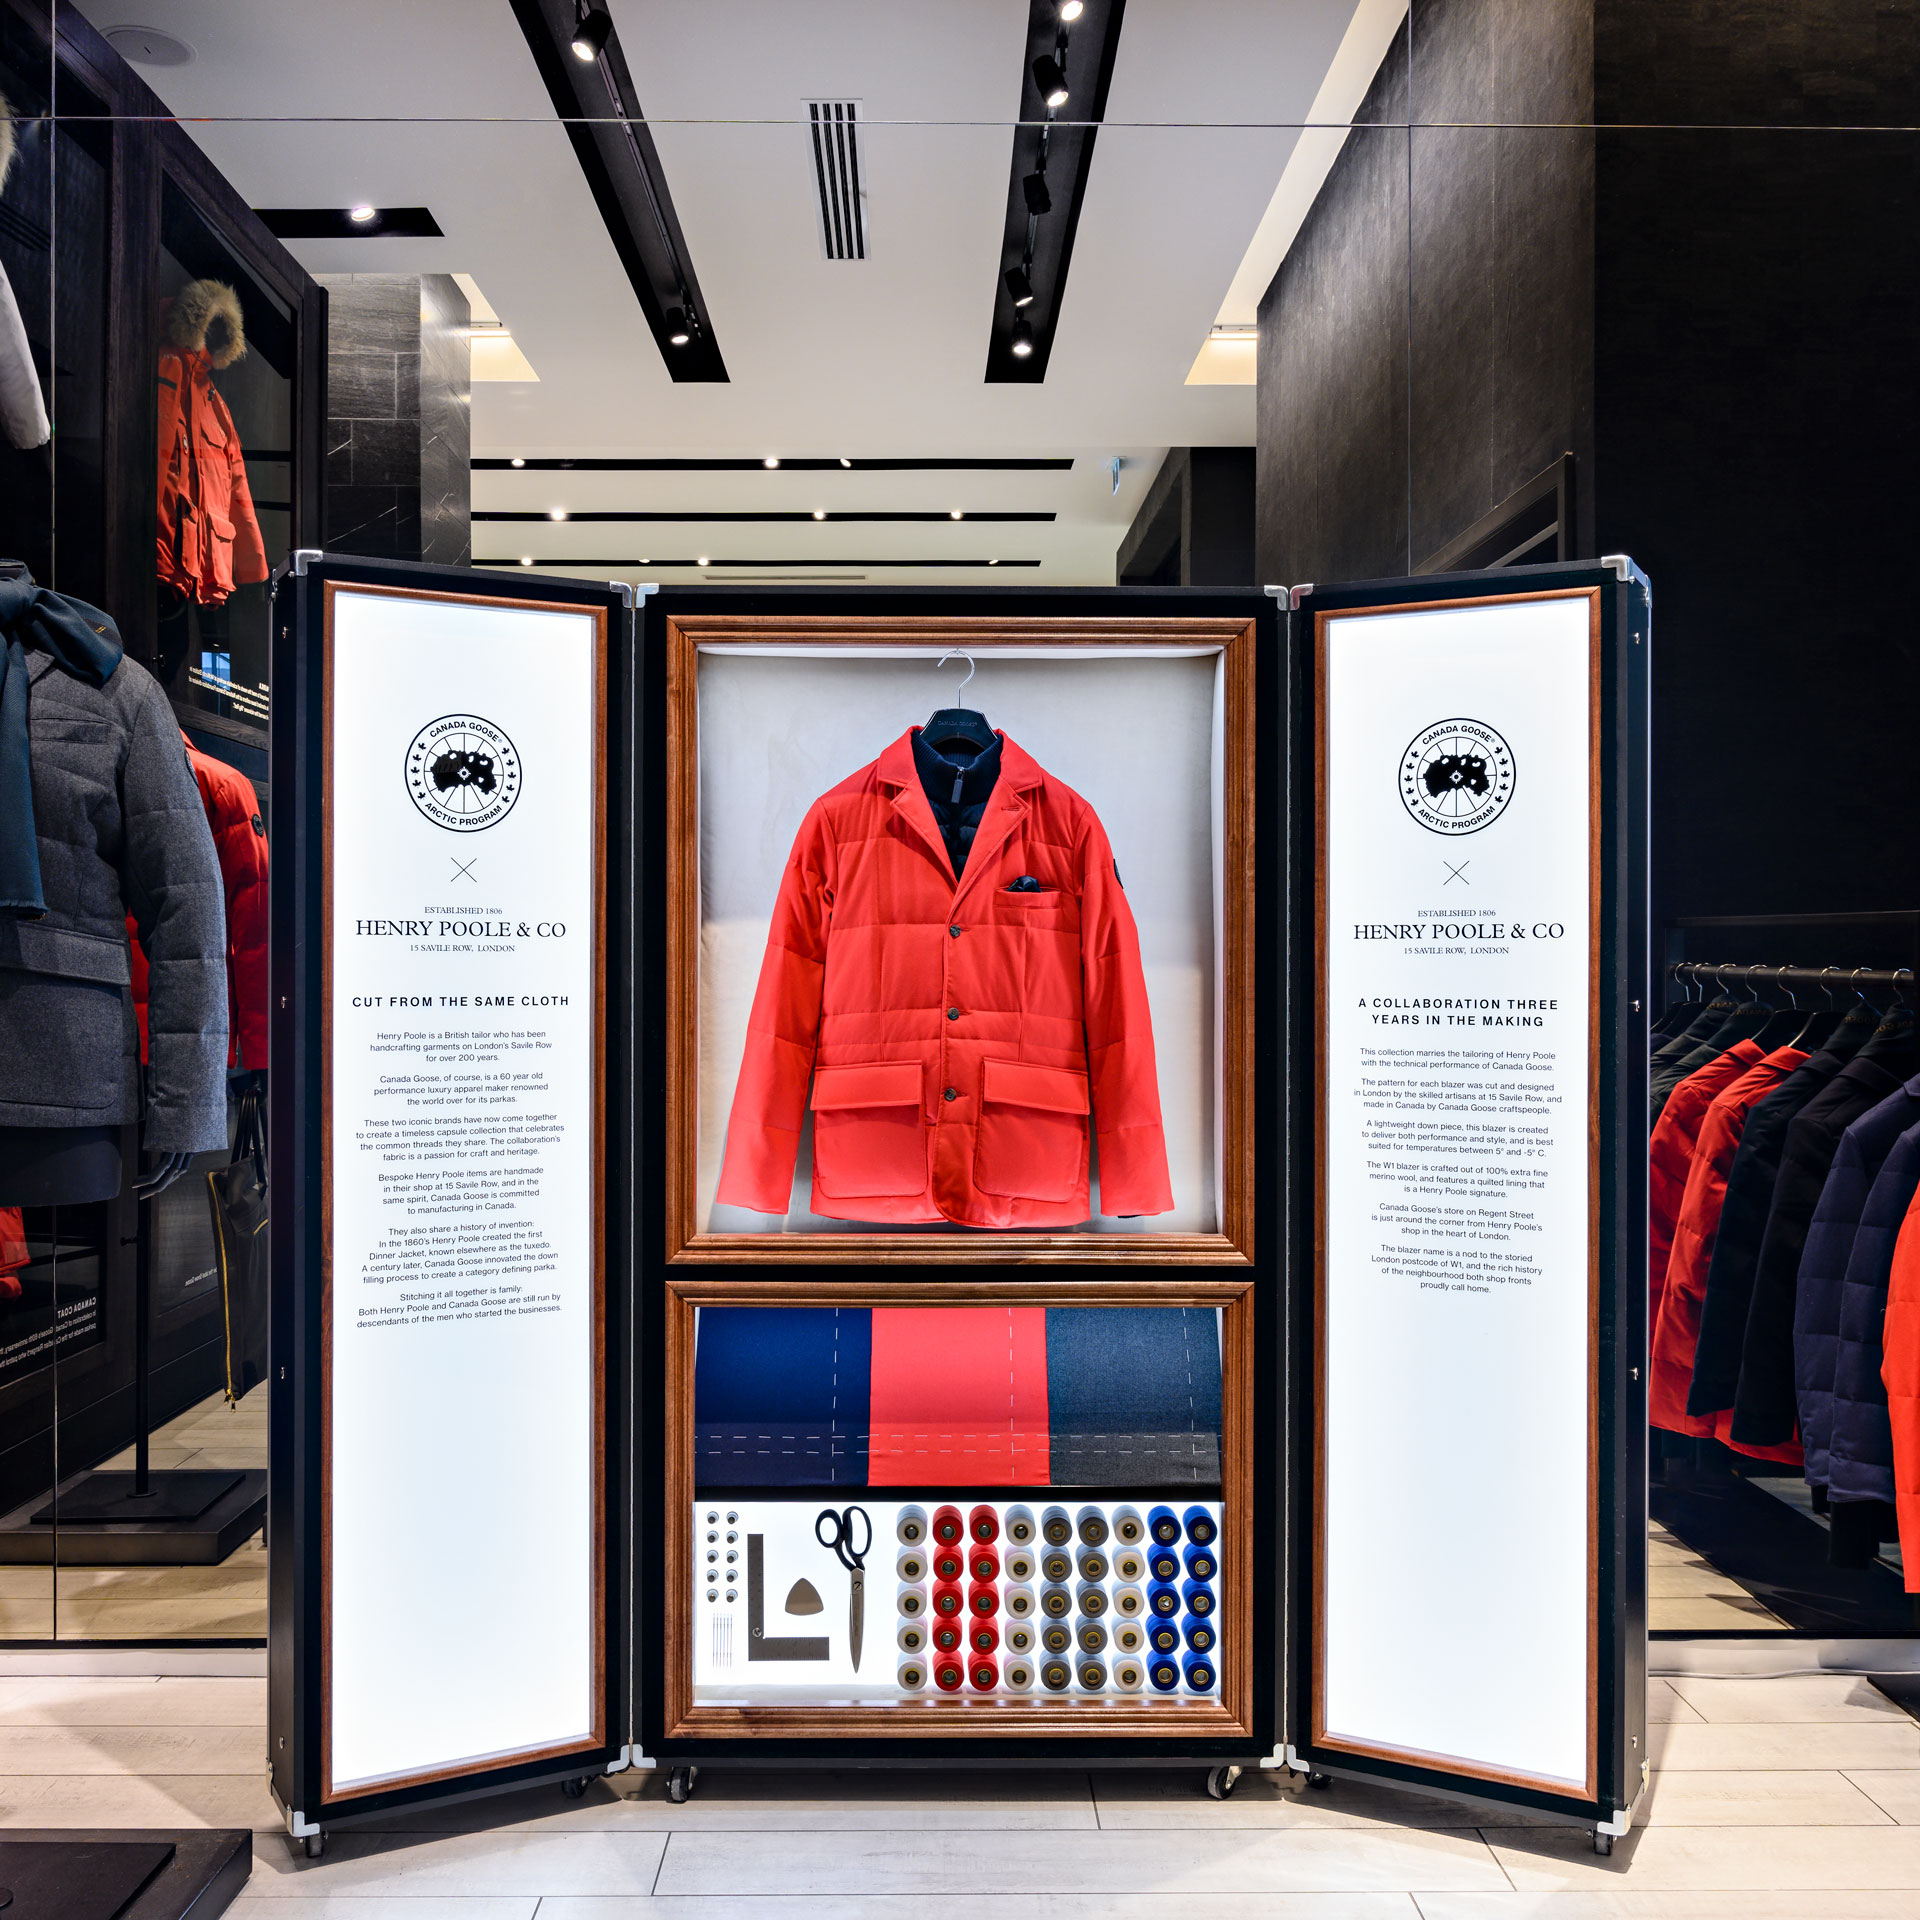 CANADA GOOSE®
ARCTIC PROGRAM
ESTABLISHED 1806
HENRY POOLE & CO
15 SAVILE ROW, LONDON
CUT FROM THE SAME CLOTH
Henry Poole is a British tailor who has been
handcrafting garments on London's Savile Row
for over 200 years.
Canada Goose, of course, is a 60 year old
performance luxury apparel maker renowned
the world over for its parkas.
These two iconic brands have now come together
to create a timeless capsule collection that celebrates
the common threads they share. The collaboration's
fabric is a passion for craft and heritage.
Bespoke Henry Poole items are handmade
in their shop at 15 Savile Row, and in the
same spirit, Canada Goose is committed
to manufacturing in Canada.
They also share a history of invention:
In the 1860's Henry Poole created the first
Dinner Jacket, known elsewhere as the tuxedo.
A century later, Canada Goose innovated the down
filling process to create a category defining parka.
Stitching it all together is family:
Both Henry Poole and Canada Goose are still run by
descendants of the men who started the businesses.
CANADA GOOSE
CANADA GOOSE®
ARCTIC PROGRAM
ESTABLISHED 1806
HENRY POOLE & CO
15 SAVILE ROW, LONDON
A COLLABORATION THREE
YEARS IN THE MAKING
This collection marries the tailoring of Henry Poole
with the technical performance of Canada Goose.
The pattern for each blazer was cut and designed
in London by the skilled artisans at 15 Savile Row, and
made in Canada by Canada Goose craftspeople.
A lightweight down piece, this blazer is created
to deliver both performance and style, and is best
suited for temperatures between 5° and -5° C.
The W1 blazer is crafted out of 100% extra fine
merino wool, and features a quilted lining that
is a Henry Poole signature.
Canada Goose's store on Regent Street
is just around the corner from Henry Poole's
shop in the heart of London.
The blazer name is a nod to the storied
London postcode of W1, and the rich history
of the neighbourhood both shop fronts
proudly call home.
CANADA COAT